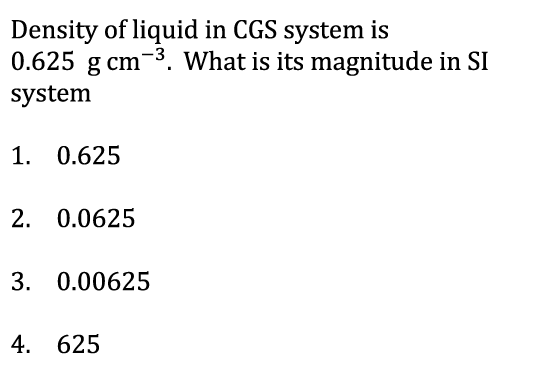 Density of liquid in CGS system is
0.625 g cm⁻³. What is its magnitude in SI
system
1. 0.625
2. 0.0625
3. 0.00625
4. 625